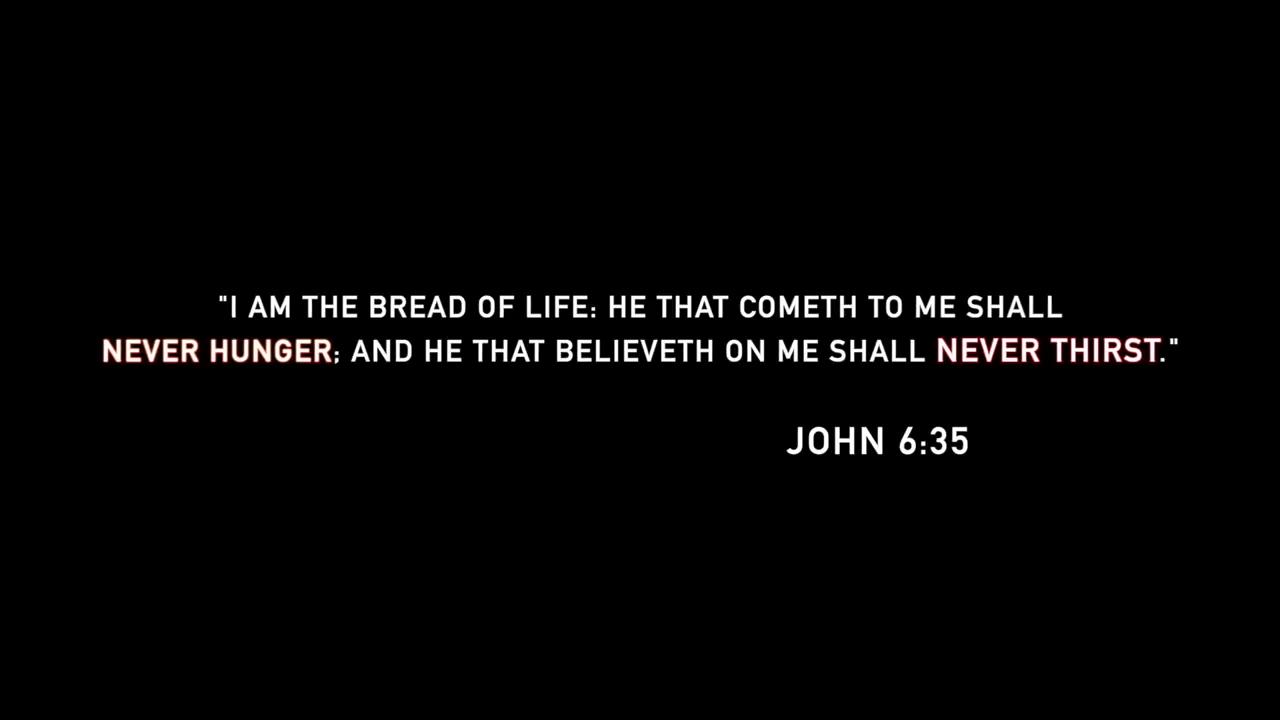 "I AM THE BREAD OF LIFE: HE THAT COMETH TO ME SHALL
NEVER HUNGER; AND HE THAT BELIEVETH ON ME SHALL NEVER THIRST."
JOHN 6:35